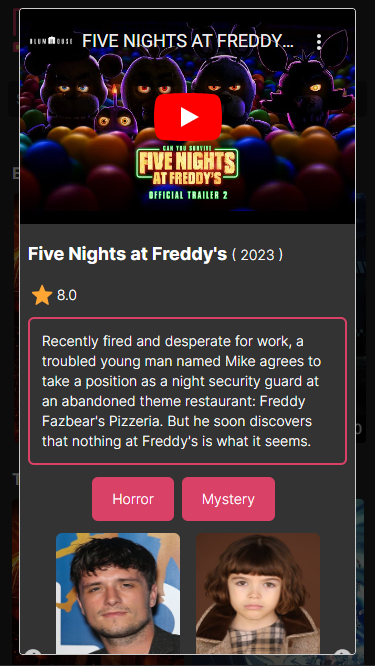 BLUMHOUSE
FIVE NIGHTS AT FREDDY...
CAN YOU SURVIVE
FIVE NIGHTS
AT FREDDY'S
OFFICIAL TRAILER 2
Five Nights at Freddy's ( 2023 )
8.0
Recently fired and desperate for work, a
troubled young man named Mike agrees to
take a position as a night security guard at
an abandoned theme restaurant: Freddy
Fazbear's Pizzeria. But he soon discovers
that nothing at Freddy's is what it seems.
Horror
Mystery